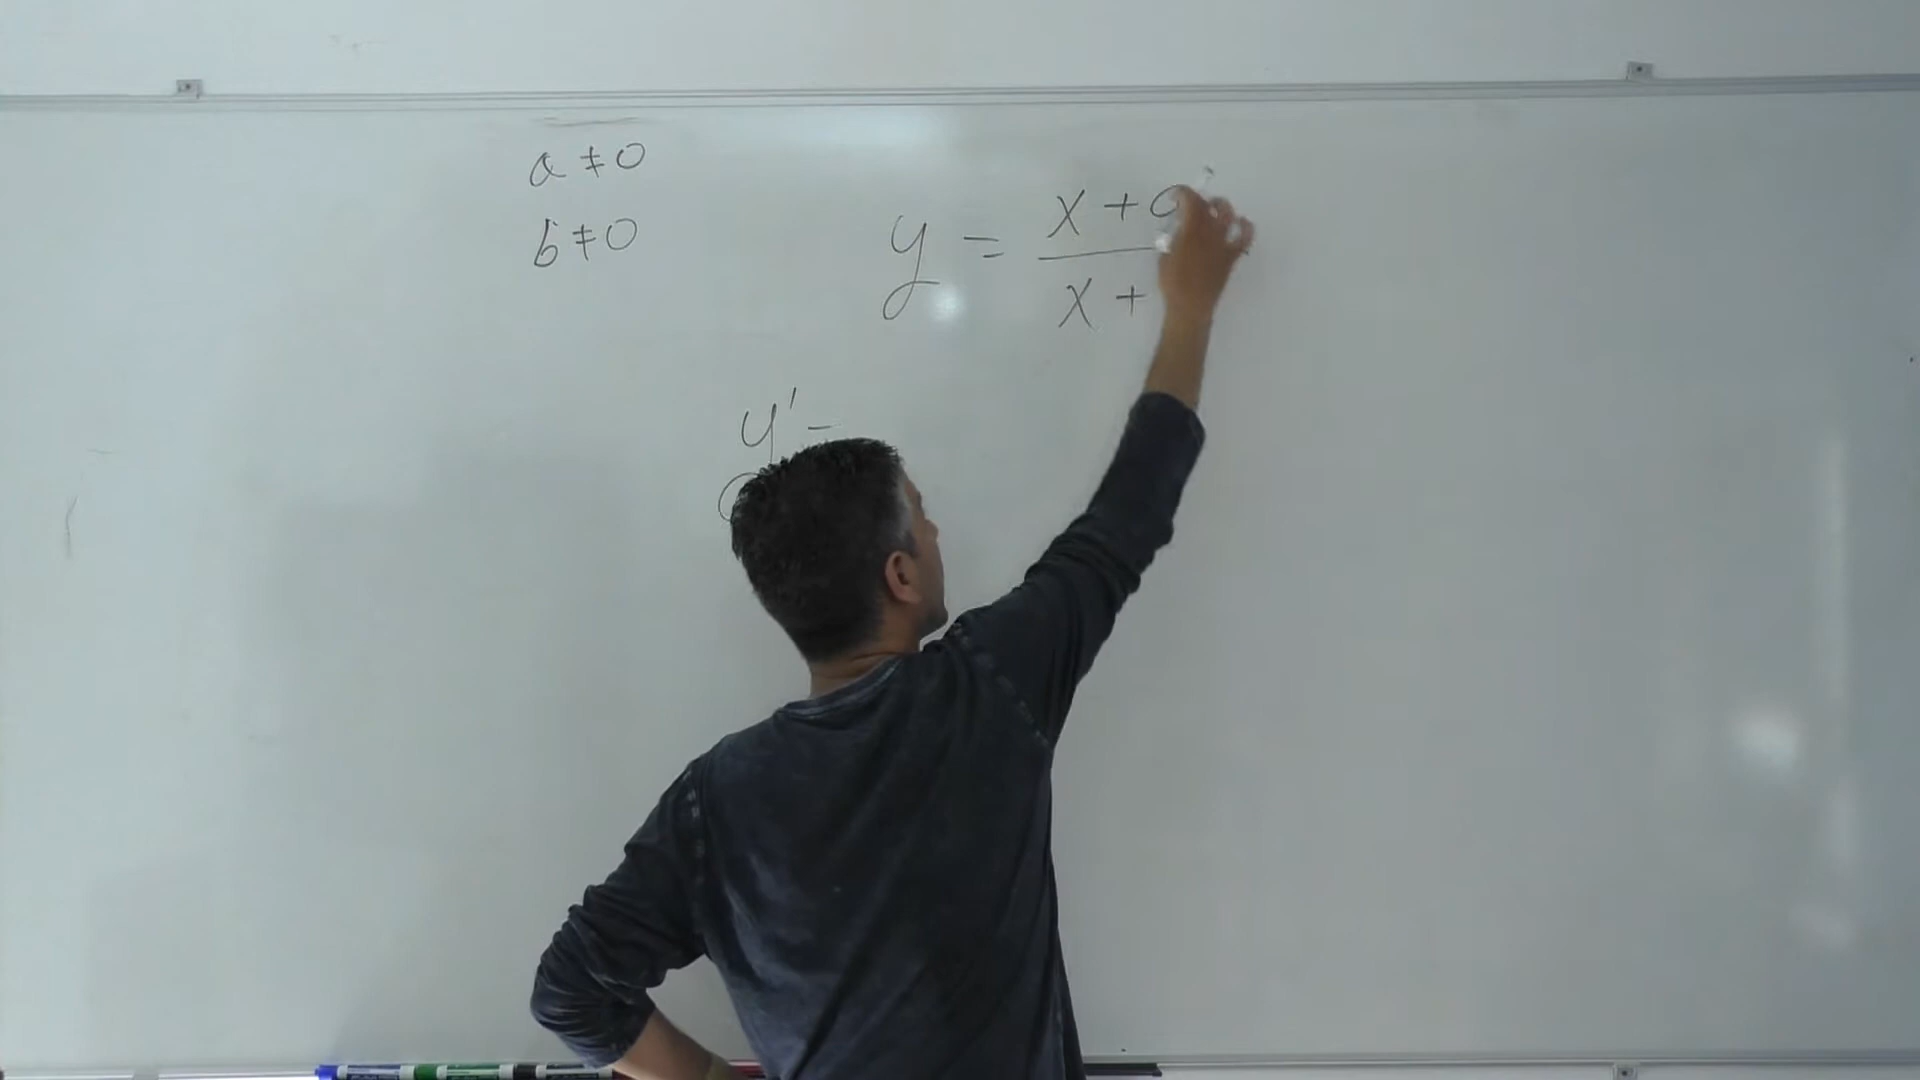 a ≠ 0
b ≠ 0
y = x + a / x +
y' =